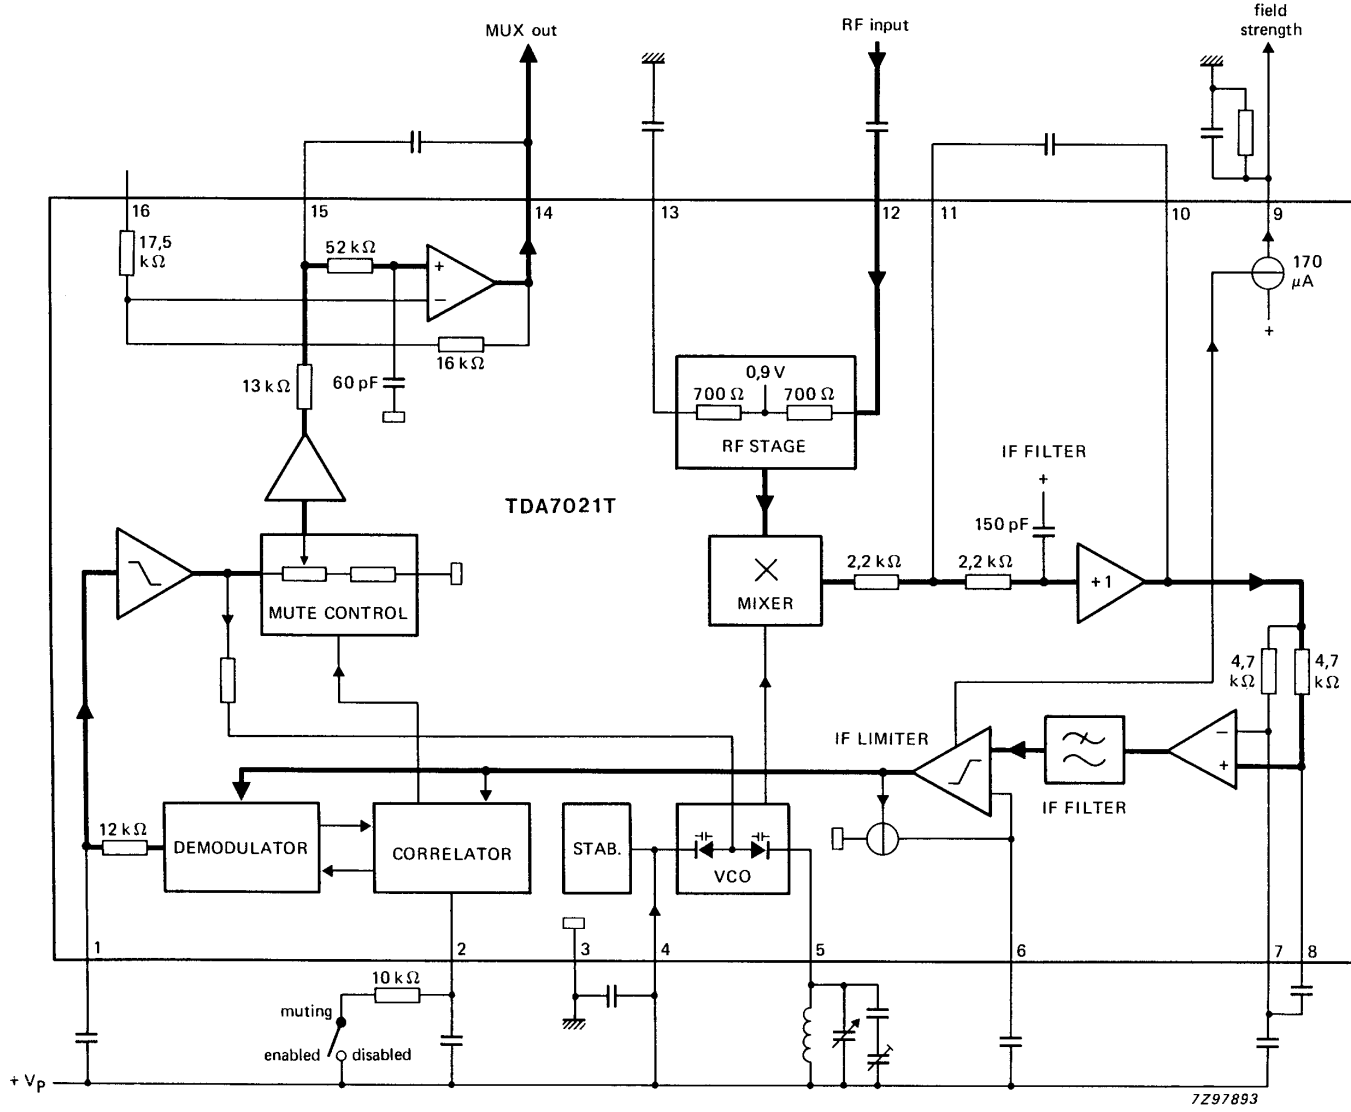 MUX out
RF input
field
strength
16
15
14
13
12
11
10
9
17,5
kΩ
52 kΩ
+
−
16 kΩ
170
μA
+
13 kΩ
60 pF
0,9 V
700 Ω
700 Ω
RF STAGE
IF FILTER
+
150 pF
TDA7021T
2,2 kΩ
2,2 kΩ
+1
MIXER
MUTE CONTROL
4,7
kΩ
4,7
kΩ
IF LIMITER
−
+
IF FILTER
12 kΩ
DEMODULATOR
CORRELATOR
STAB.
VCO
1
2
3
4
5
6
7
8
10 kΩ
muting
enabled
disabled
+ VP
7Z97893